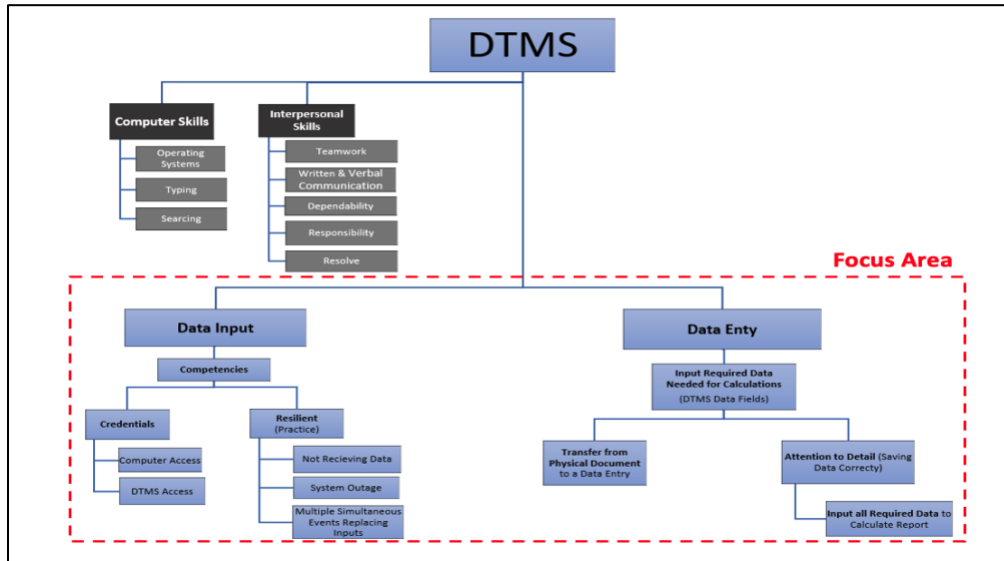 DTMS
Computer Skills
Operating
Systems
Typing
Searcing
Interpersonal
Skills
Teamwork
Written & Verbal
Communication
Dependability
Responsibility
Resolve
Focus Area
Data Input
Competencies
Credentials
Computer Access
DTMS Access
Resilient
(Practice)
Not Recieving Data
System Outage
Multiple Simultaneous
Events Replacing
Inputs
Data Enty
Input Required Data
Needed for Calculations
(DTMS Data Fields)
Transfer from
Physical Document
to a Data Entry
Attention to Detail (Saving
Data Correcty)
Input all Required Data to
Calculate Report